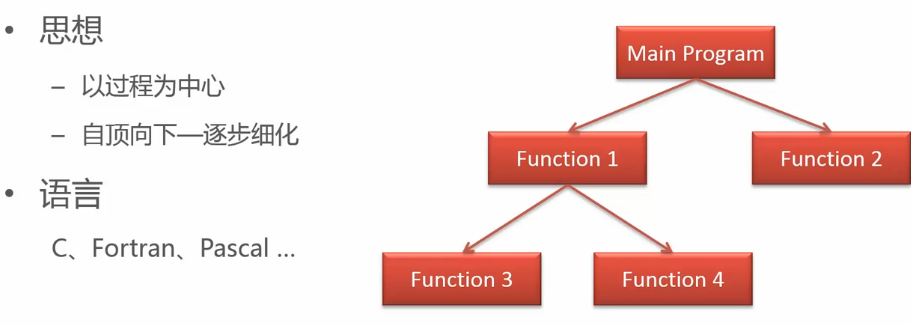 • 思想
– 以过程为中心
– 自顶向下—逐步细化
• 语言
C、Fortran、Pascal ...
Main Program
Function 1
Function 2
Function 3
Function 4